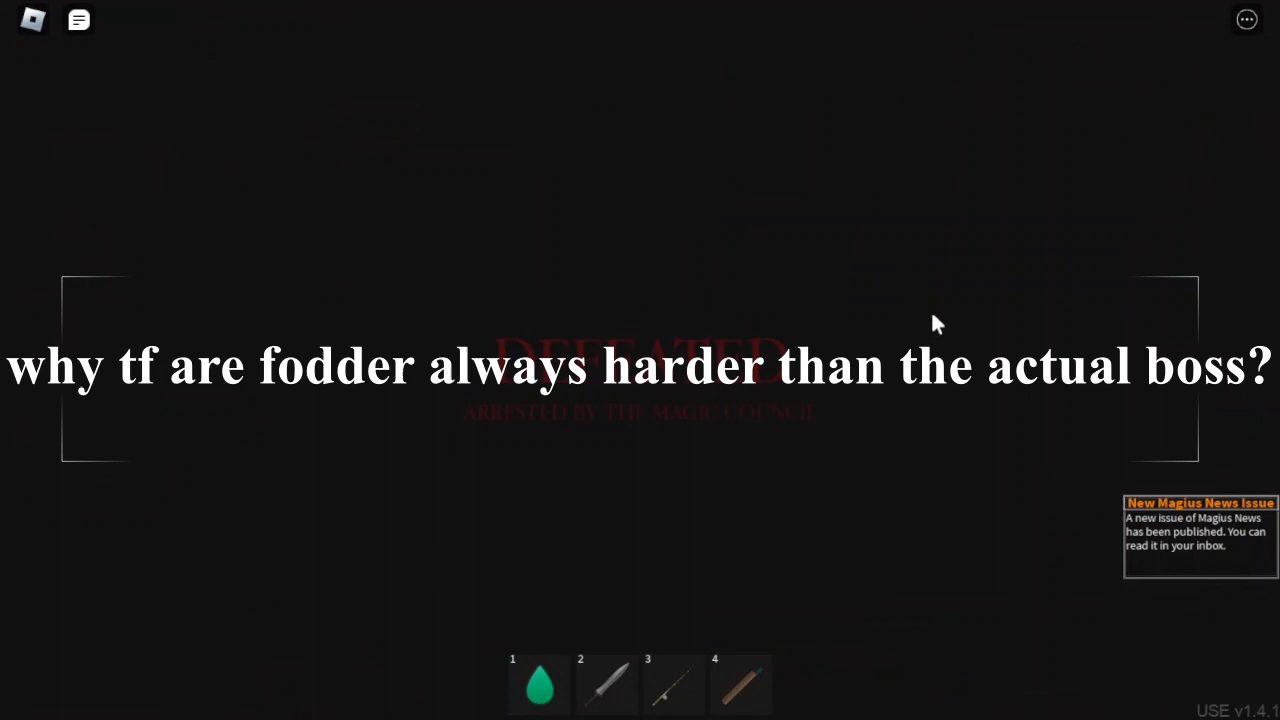 why tf are fodder always harder than the actual boss?
DEFEATED
ARRESTED BY THE MAGIC COUNCIL
New Magius News Issue
A new issue of Magius News
has been published. You can
read it in your inbox.
1 2 3 4
USE v1.4.1